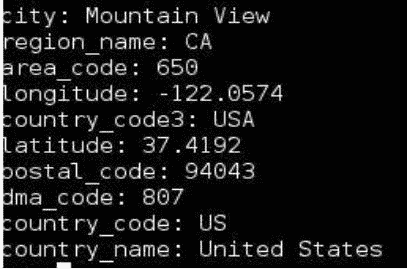 city: Mountain View
region_name: CA
area_code: 650
longitude: -122.0574
country_code3: USA
latitude: 37.4192
postal_code: 94043
dma_code: 807
country_code: US
country_name: United States